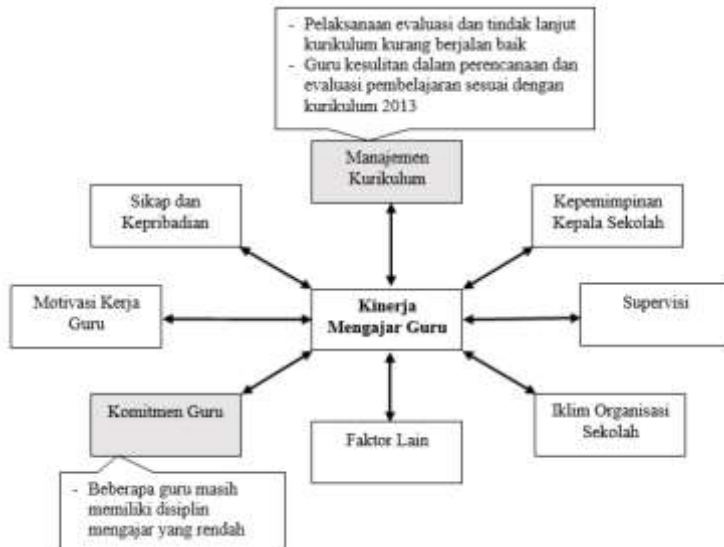 - Pelaksanaan evaluasi dan tindak lanjut
kurikulum kurang berjalan baik
- Guru kesulitan dalam perencanaan dan
evaluasi pembelajaran sesuai dengan
kurikulum 2013
Manajemen
Kurikulum
Sikap dan
Kepribadian
Kepemimpinan
Kepala Sekolah
Motivasi Kerja
Guru
Kinerja
Mengajar Guru
Supervisi
Komitmen Guru
Faktor Lain
Iklim Organisasi
Sekolah
- Beberapa guru masih
memiliki disiplin
mengajar yang rendah